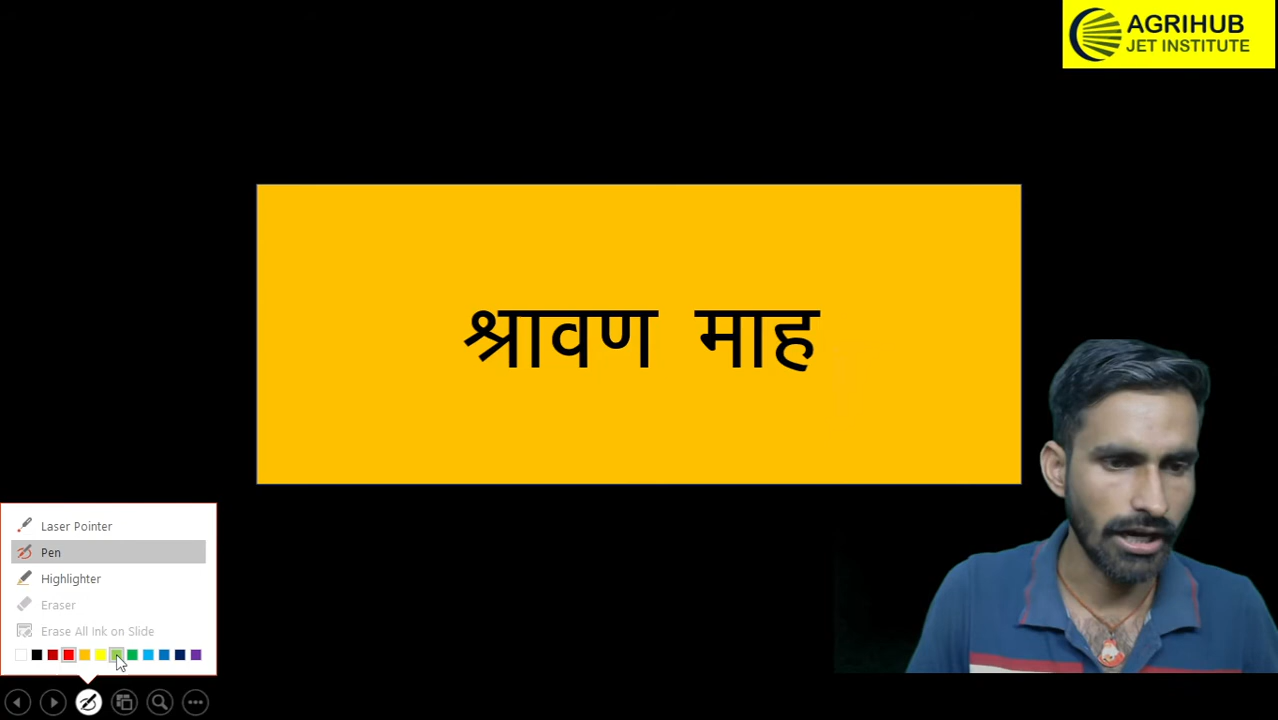 AGRIHUB
JET INSTITUTE
श्रावण माह
Laser Pointer
Pen
Highlighter
Eraser
Erase All Ink on Slide